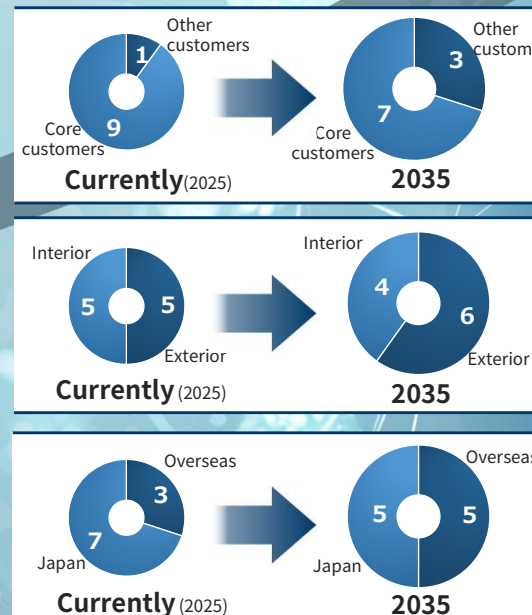 Other
customers
1
9
Core
customers
Currently(2025)
Other
custom
3
7
Core
customers
2035
Interior
5
5
Exterior
Currently (2025)
Interior
4
6
Exterior
2035
Overseas
3
7
Japan
Currently (2025)
Overseas
5
5
Japan
2035